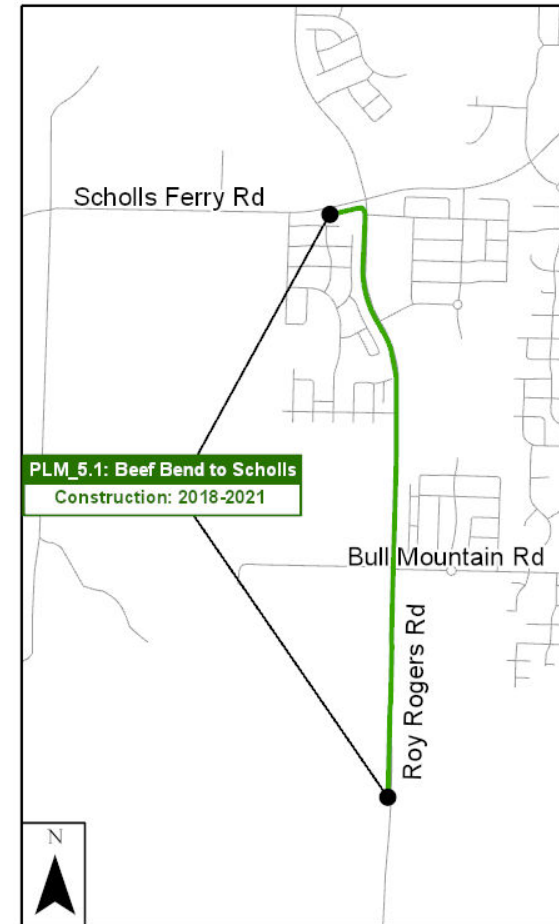 Scholls Ferry Rd
PLM_5.1: Beef Bend to Scholls
Construction: 2018-2021
Bull Mountain Rd
Roy Rogers Rd
N